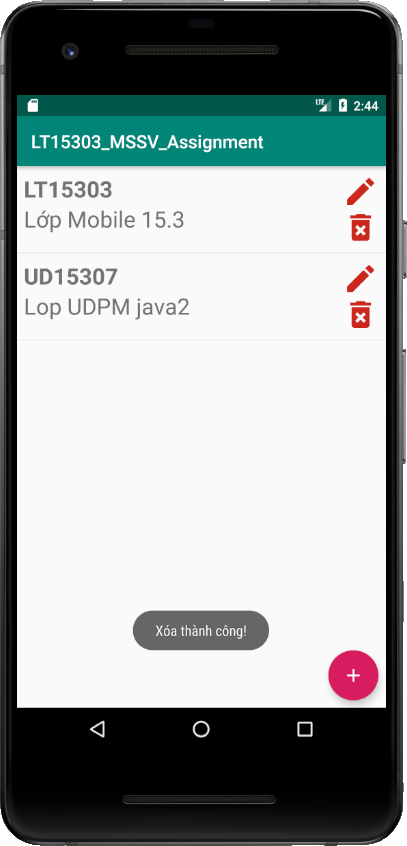 LTE 2:44
LT15303_MSSV_Assignment
LT15303
Lớp Mobile 15.3
UD15307
Lop UDPM java2
Xóa thành công!